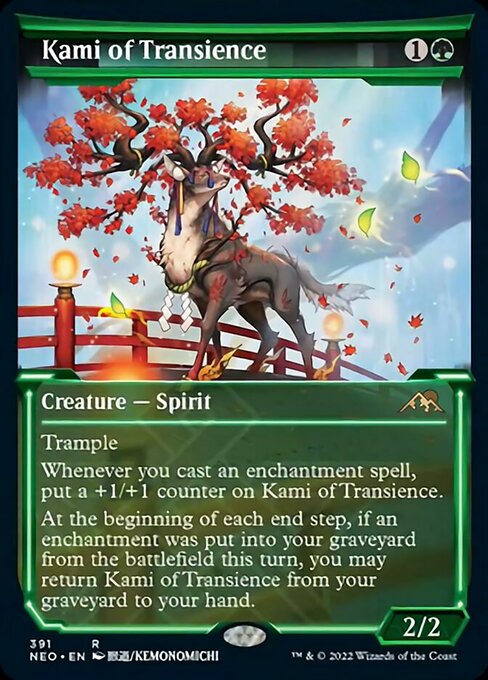 Kami of Transience 1
Creature — Spirit
Trample
Whenever you cast an enchantment spell,
put a +1/+1 counter on Kami of Transience.
At the beginning of each end step, if an
enchantment was put into your graveyard
from the battlefield this turn, you may
return Kami of Transience from your
graveyard to your hand.
2/2
391 R
NEO • EN 獣道/KEMONOMICHI ™ & © 2022 Wizards of the Coast